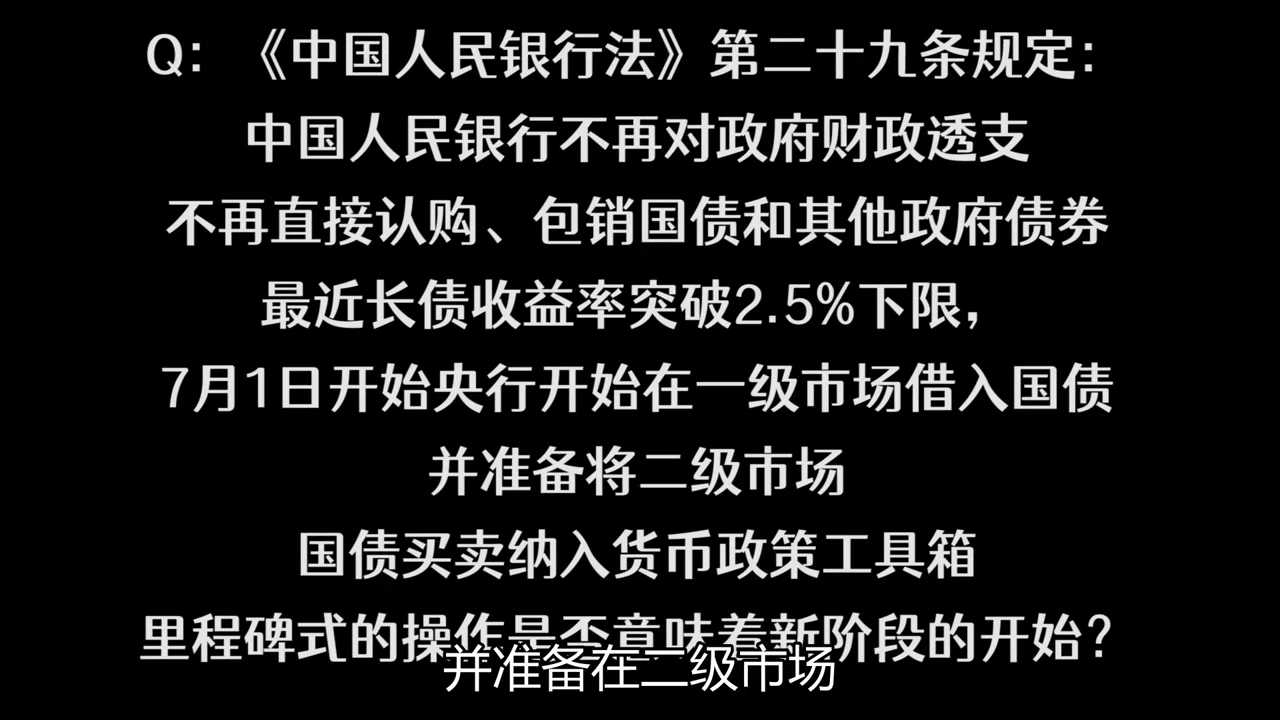 Q：《中国人民银行法》第二十九条规定：
中国人民银行不再对政府财政透支
不再直接认购、包销国债和其他政府债券
最近长债收益率突破2.5%下限，
7月1日开始央行开始在一级市场借入国债
并准备将二级市场
国债买卖纳入货币政策工具箱
里程碑式的操作是否意味着新阶段的开始？
并准备在二级市场